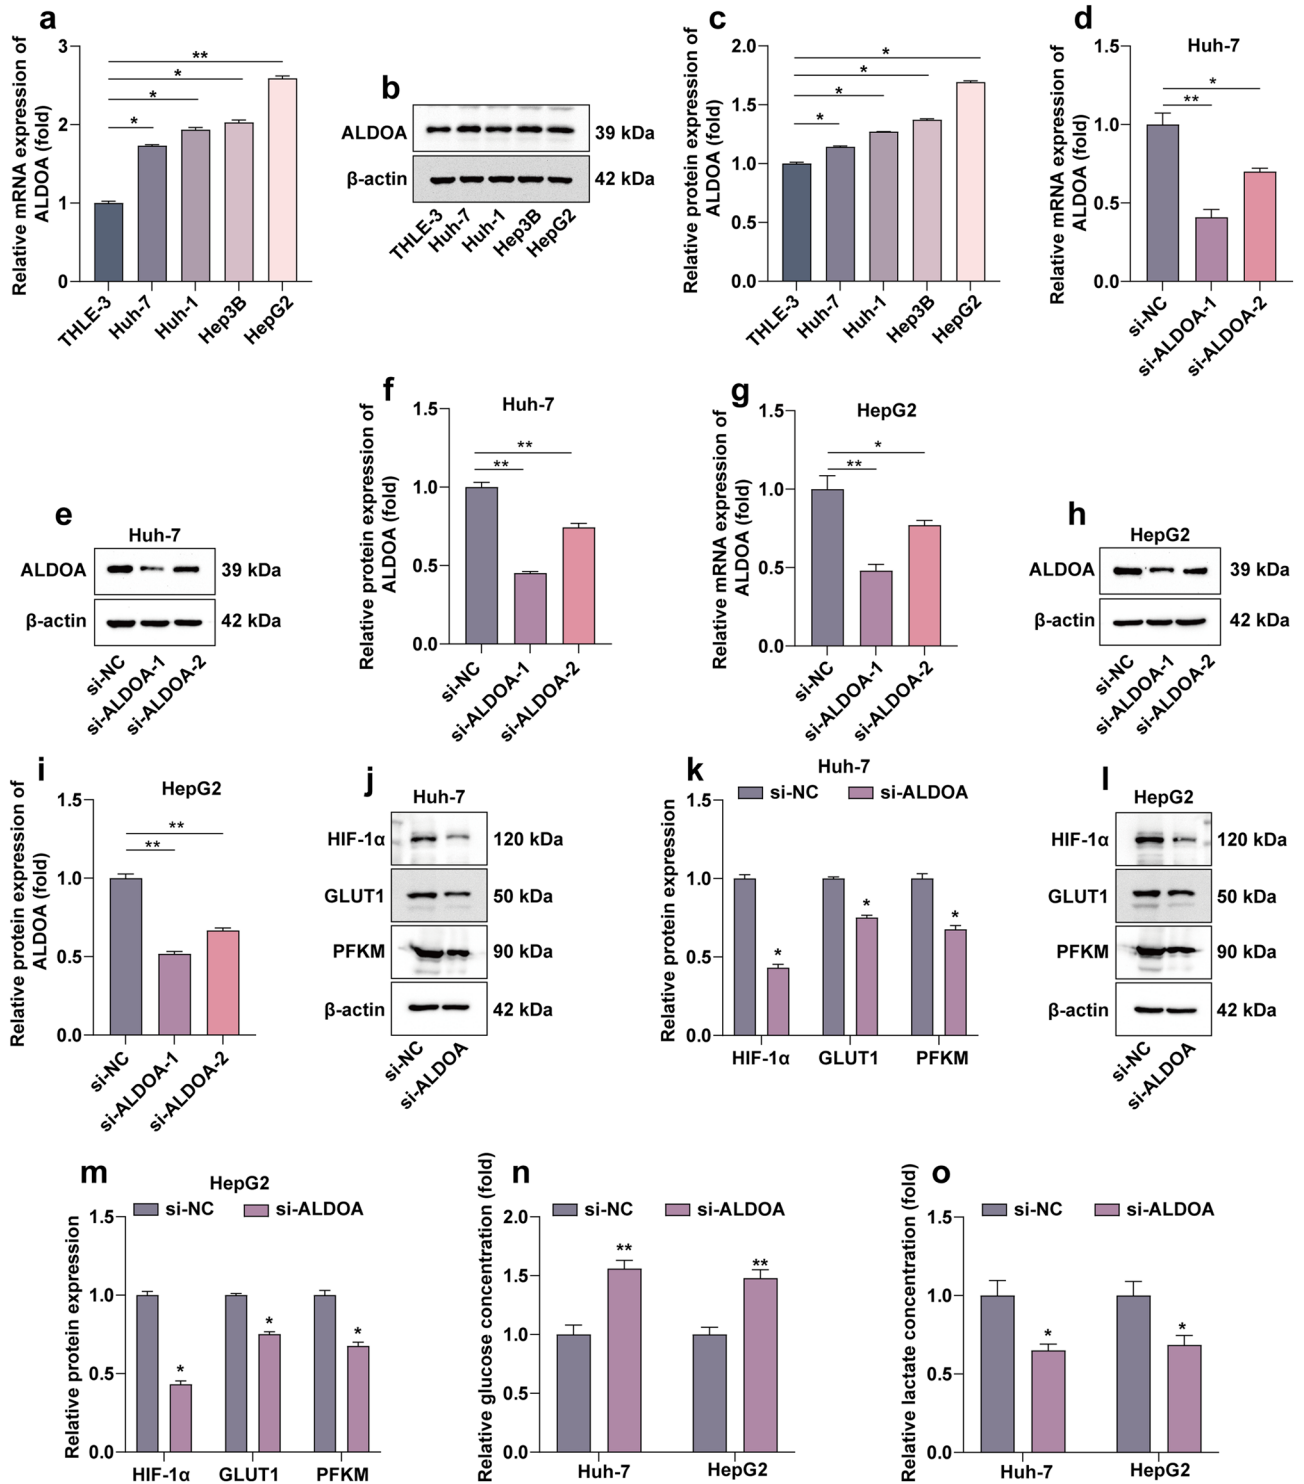 a
Relative mRNA expression of
ALDOA (fold)
3
2
1
0
*
*
*
**
THLE-3
Huh-7
Huh-1
Hep3B
HepG2
b
ALDOA
39 kDa
β-actin
42 kDa
THLE-3
Huh-7
Huh-1
Hep3B
HepG2
c
Relative protein expression of
ALDOA (fold)
2.0
1.5
1.0
0.5
0.0
*
*
*
*
THLE-3
Huh-7
Huh-1
Hep3B
HepG2
d
Huh-7
Relative mRNA expression of
ALDOA (fold)
1.5
1.0
0.5
0.0
*
**
si-NC
si-ALDOA-1
si-ALDOA-2
e
Huh-7
ALDOA
39 kDa
β-actin
42 kDa
si-NC
si-ALDOA-1
si-ALDOA-2
f
Huh-7
Relative protein expression of
ALDOA (fold)
1.5
1.0
0.5
0.0
**
**
si-NC
si-ALDOA-1
si-ALDOA-2
g
HepG2
Relative mRNA expression of
ALDOA (fold)
1.5
1.0
0.5
0.0
*
**
si-NC
si-ALDOA-1
si-ALDOA-2
h
HepG2
ALDOA
39 kDa
β-actin
42 kDa
si-NC
si-ALDOA-1
si-ALDOA-2
i
HepG2
Relative protein expression of
ALDOA (fold)
1.5
1.0
0.5
0.0
**
**
si-NC
si-ALDOA-1
si-ALDOA-2
j
Huh-7
HIF-1α
120 kDa
GLUT1
50 kDa
PFKM
90 kDa
β-actin
42 kDa
si-NC
si-ALDOA
k
Huh-7
si-NC
si-ALDOA
Relative protein expression
1.5
1.0
0.5
0.0
*
*
*
HIF-1α
GLUT1
PFKM
l
HepG2
HIF-1α
120 kDa
GLUT1
50 kDa
PFKM
90 kDa
β-actin
42 kDa
si-NC
si-ALDOA
m
HepG2
si-NC
si-ALDOA
Relative protein expression
1.5
1.0
0.5
0.0
*
*
*
HIF-1α
GLUT1
PFKM
n
si-NC
si-ALDOA
Relative glucose concentration (fold)
2.0
1.5
1.0
0.5
0.0
**
**
Huh-7
HepG2
o
si-NC
si-ALDOA
Relative lactate concentration (fold)
1.5
1.0
0.5
0.0
*
*
Huh-7
HepG2